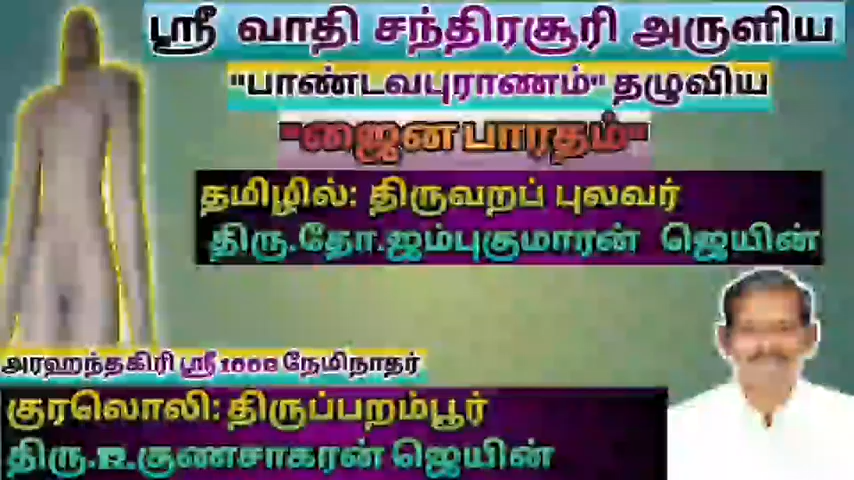 ஸ்ரீ வாதி சந்திரசூரி அருளிய
"பாண்டவபுராணம்" தழுவிய
"ஜைன பாரதம்"
தமிழில்: திருவறப் புலவர்
திரு.தோ.ஜம்புகுமாரன் ஜெயின்
அரஹந்தகிரி ஸ்ரீ 1008 நேமிநாதர்
குரலொலி: திருப்பறம்பூர்
திரு.R.குணசாகரன் ஜெயின்